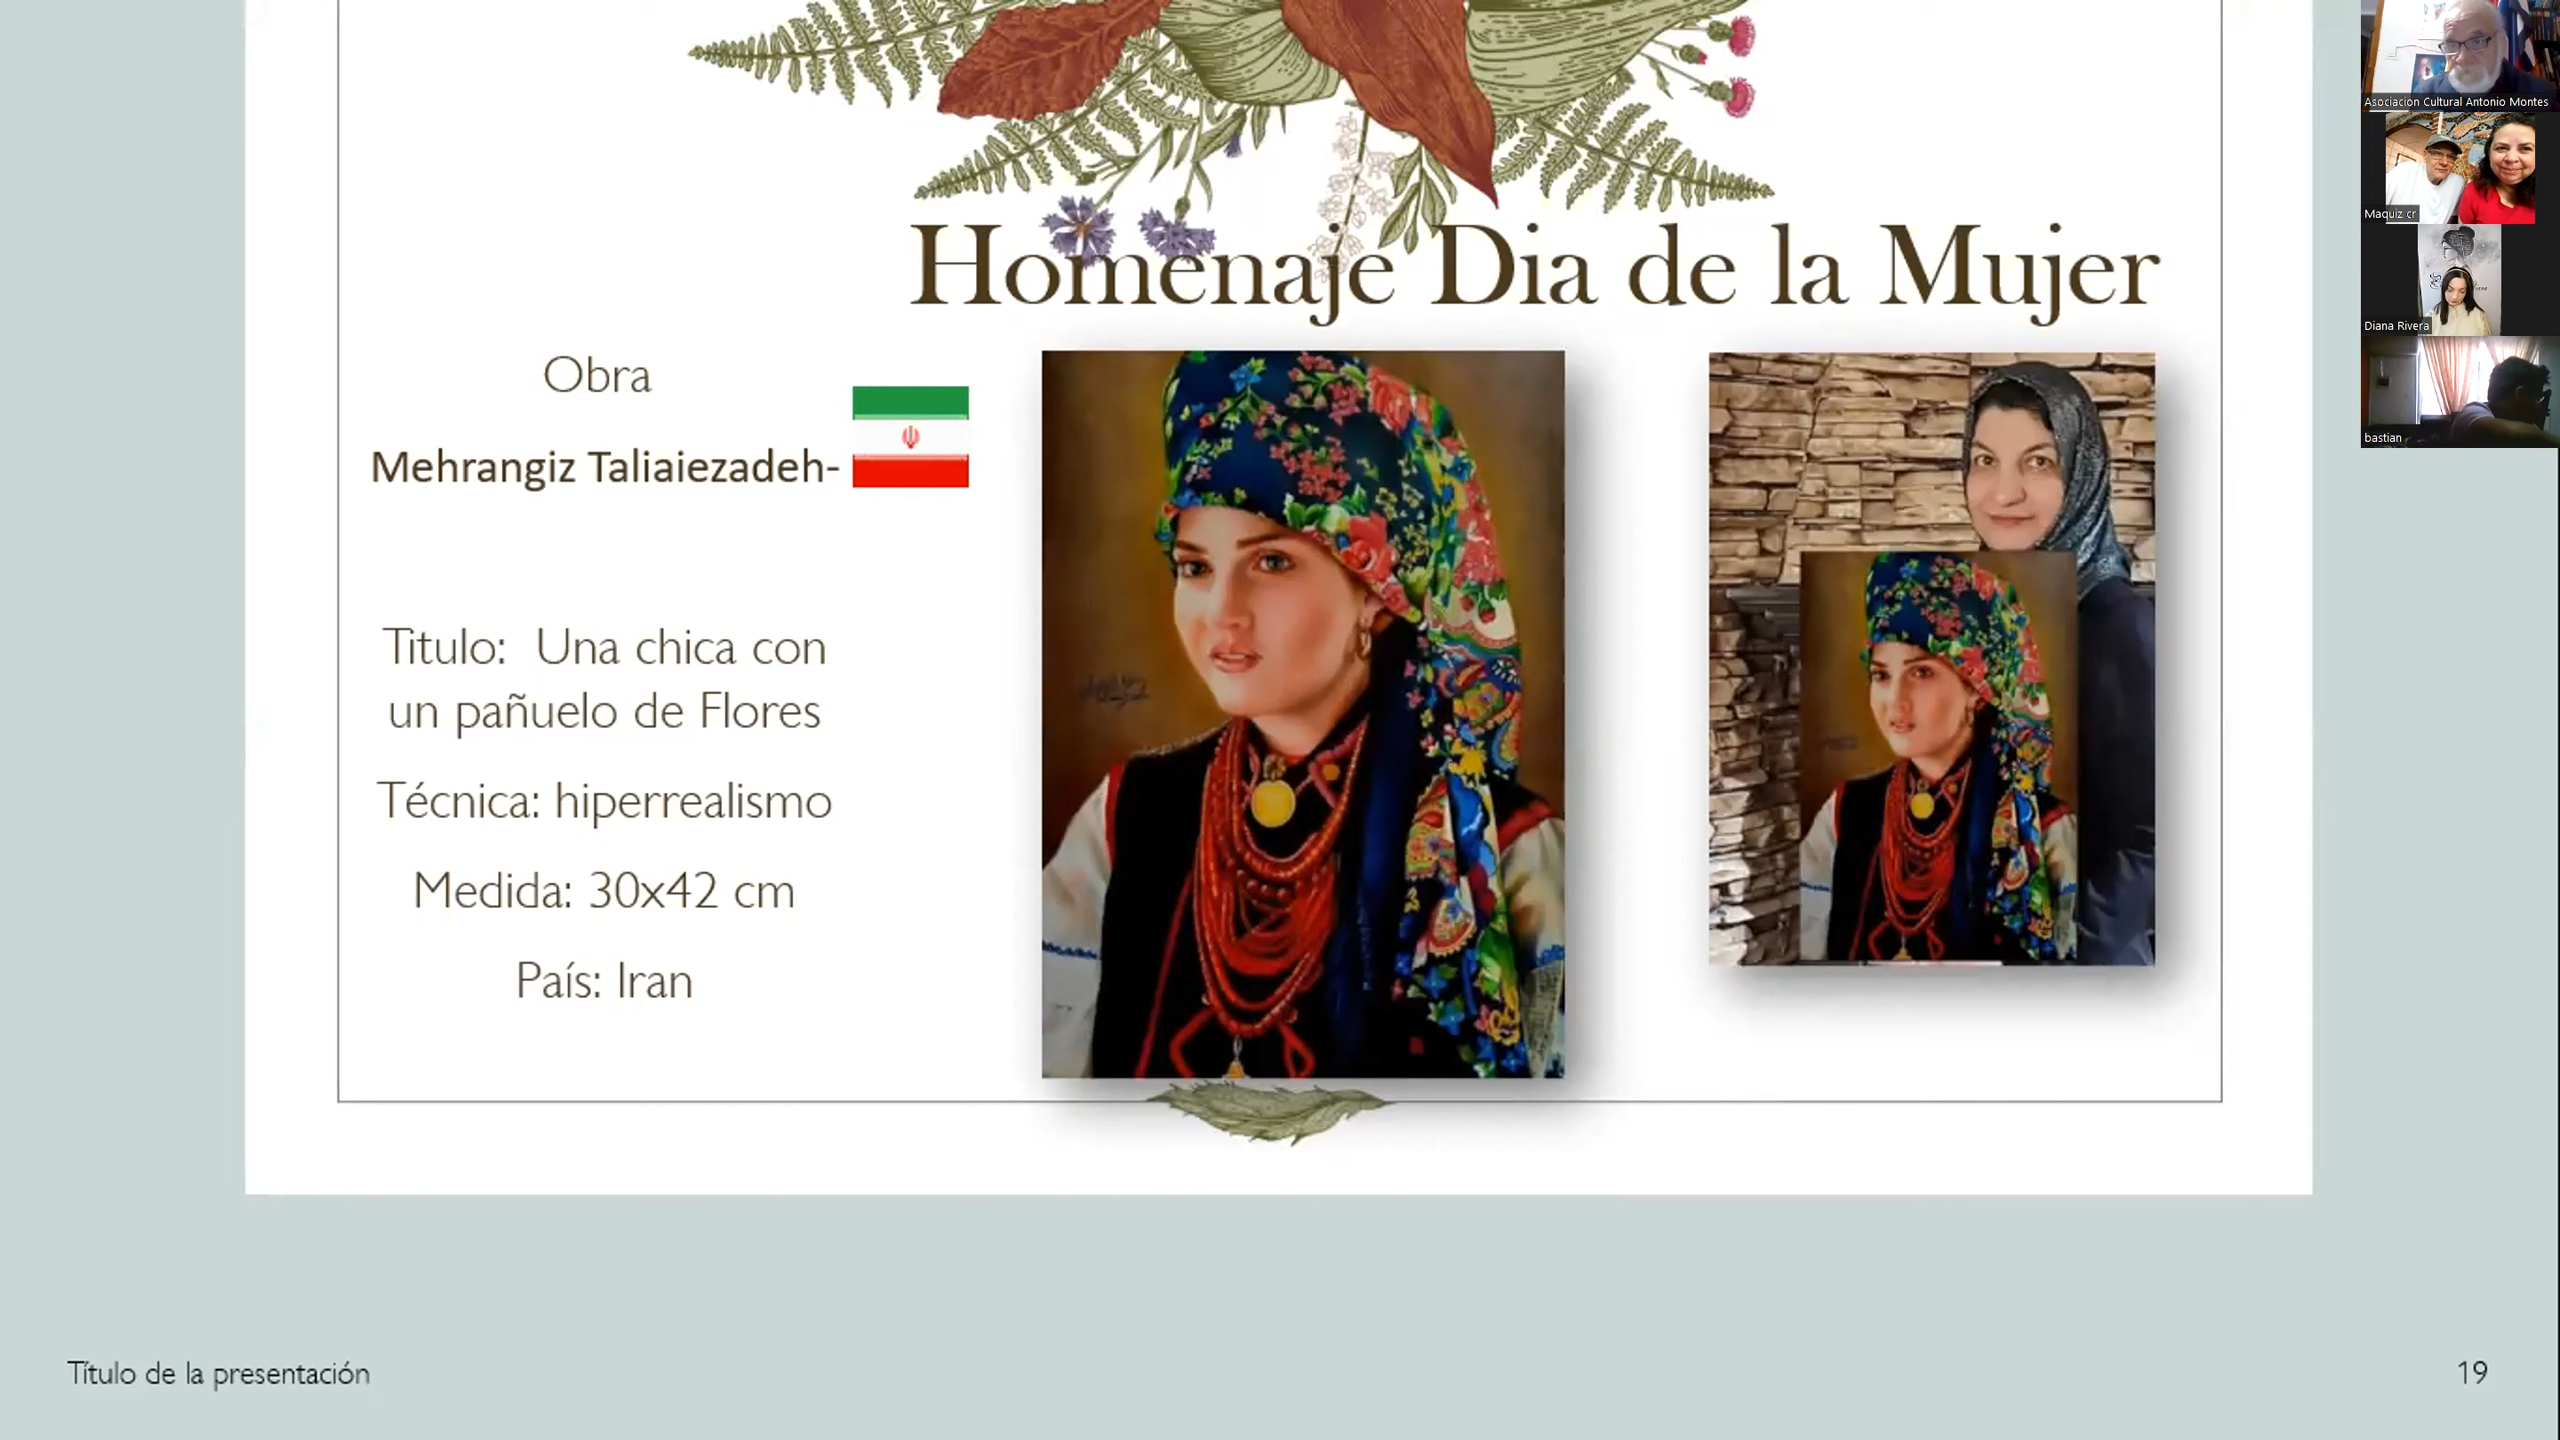 Homenaje Dia de la Mujer
Obra
Mehrangiz Taliaiezadeh-
Titulo: Una chica con
un pañuelo de Flores
Técnica: hiperrealismo
Medida: 30x42 cm
País: Iran
Título de la presentación
19
Asociacion Cultural Antonio Montes
Maquiz cr
Diana Rivera
bastian